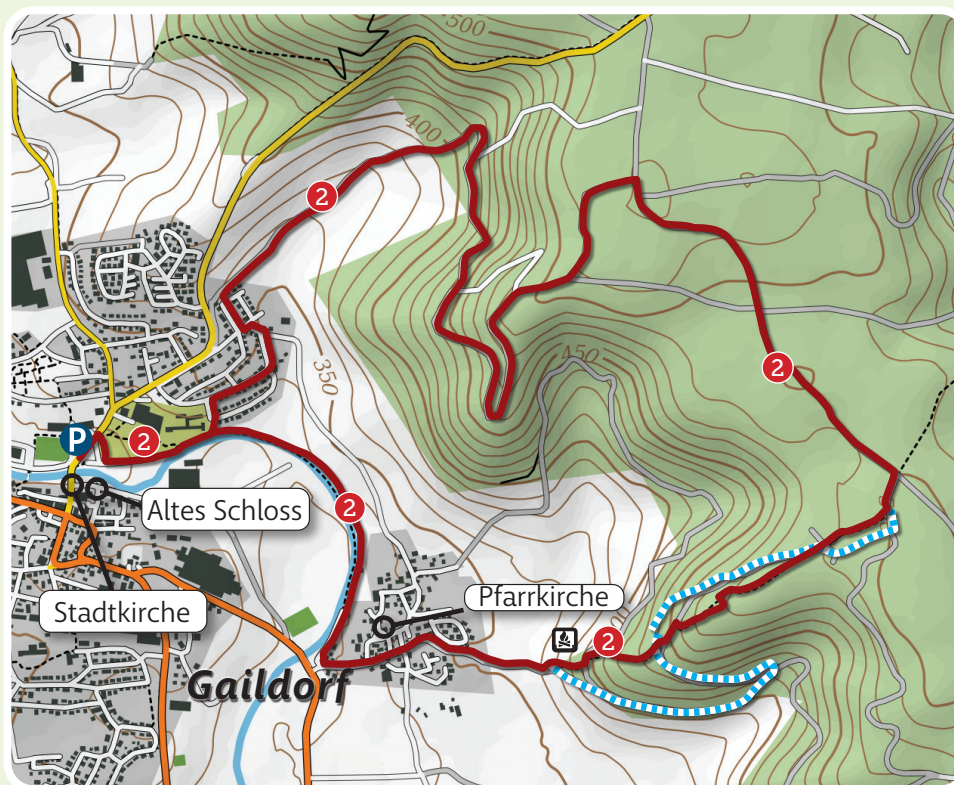 500
400
2
350
450
2
P
2
2
Altes Schloss
Pfarrkirche
Stadtkirche
2
Gaildorf